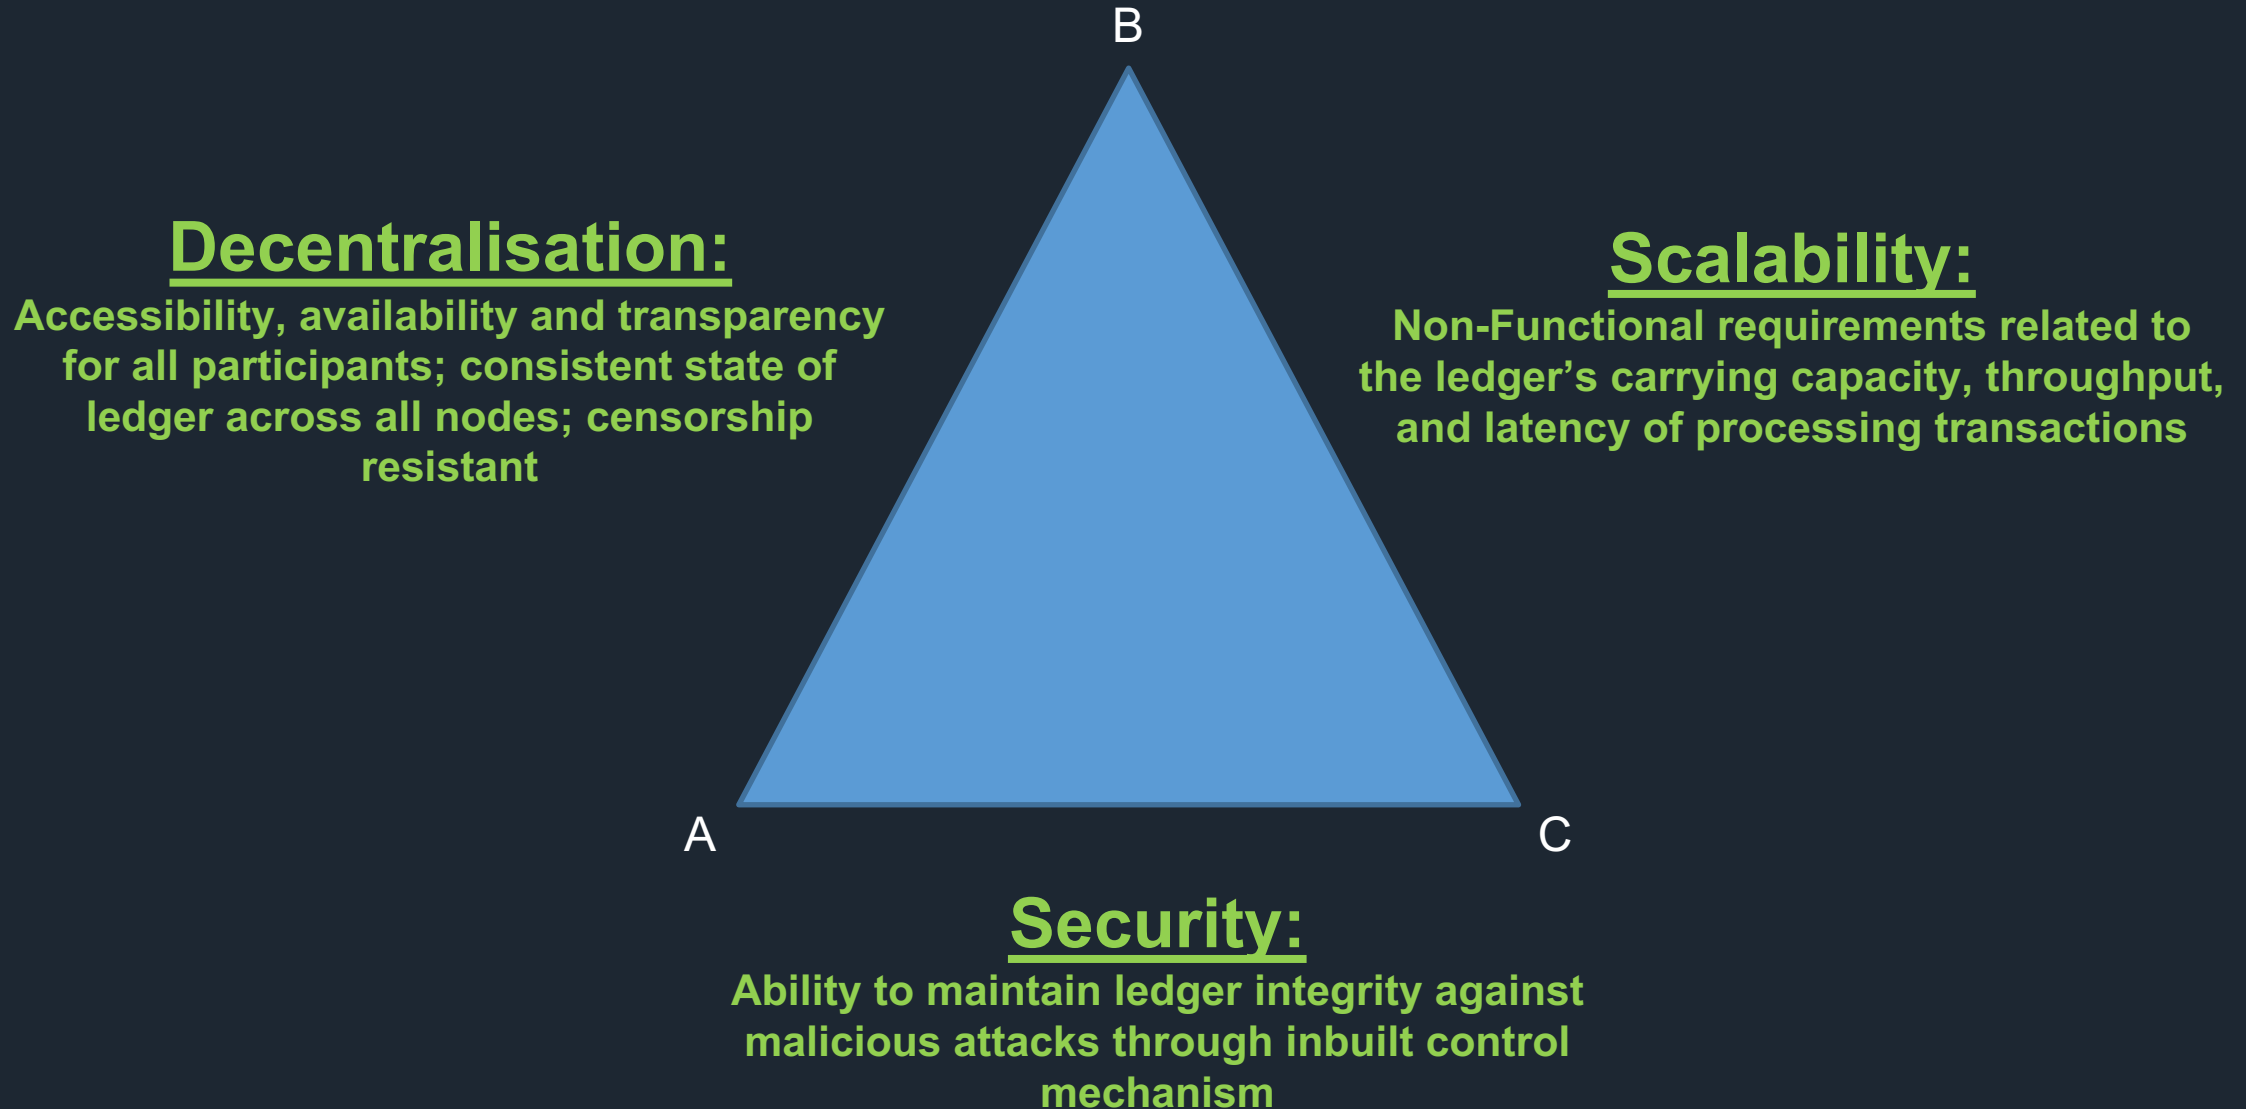 B
Decentralisation:
Accessibility, availability and transparency
for all participants; consistent state of
ledger across all nodes; censorship
resistant
Scalability:
Non-Functional requirements related to
the ledger’s carrying capacity, throughput,
and latency of processing transactions
A
C
Security:
Ability to maintain ledger integrity against
malicious attacks through inbuilt control
mechanism